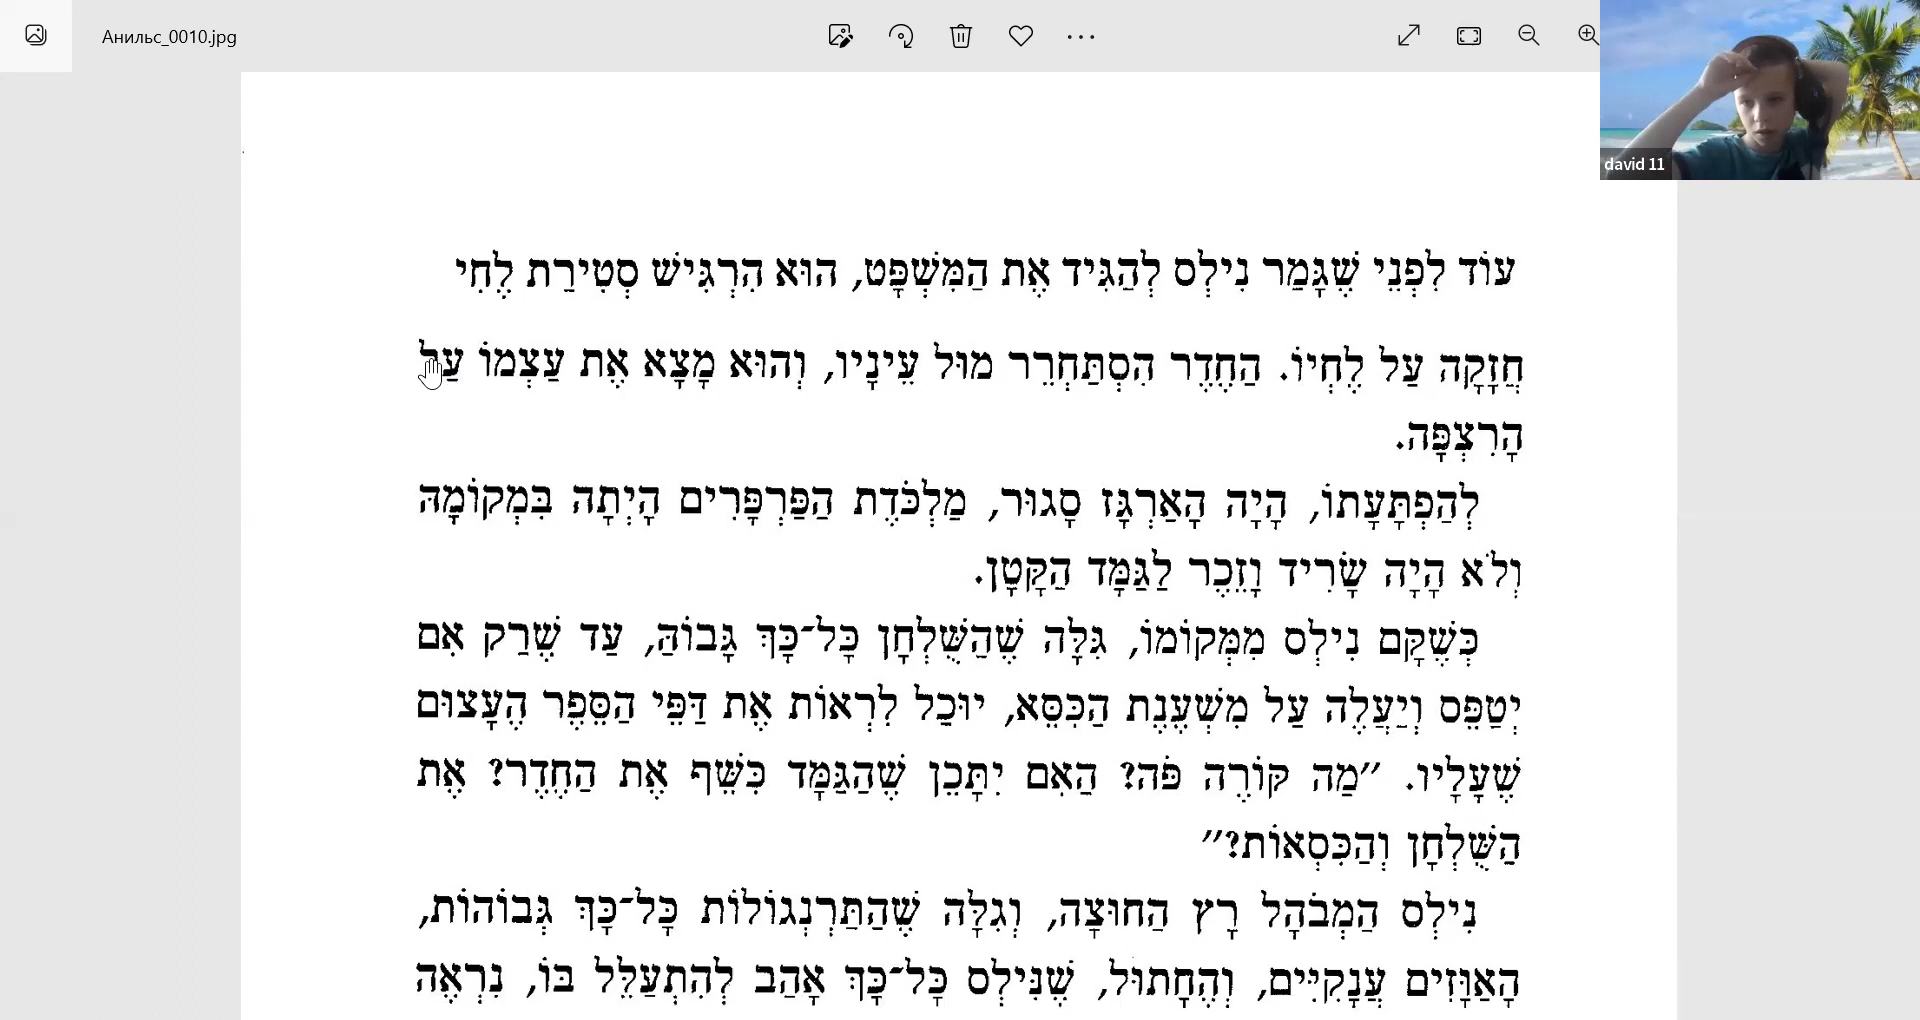 Анильс_0010.jpg
david 11
עוֹד לִפְנֵי שֶׁגָּמַר נִילְס לְהַגִּיד אֶת הַמִּשְׁפָּט, הוּא הִרְגִּישׁ סְטִירַת לֶחִי
חֲזָקָה עַל לֶחְיוֹ. הַחֶדֶר הִסְתַּחְרֵר מוּל עֵינָיו, וְהוּא מָצָא אֶת עַצְמוֹ עַל
הָרִצְפָּה.
לְהַפְתָּעָתוֹ, הָיָה הָאַרְגָּז סָגוּר, מַלְכֹּדֶת הַפַּרְפָּרִים הָיְתָה בִּמְקוֹמָהּ
וְלֹא הָיָה שָׂרִיד וָזֵכֶר לַגַּמָּד הַקָּטָן.
כְּשֶׁקָּם נִילְס מִמְּקוֹמוֹ, גִּלָּה שֶׁהַשֻּׁלְחָן כָּל־כָּךְ גָּבוֹהַּ, עַד שֶׁרַק אִם
יְטַפֵּס וְיַעֲלֶה עַל מִשְׁעֶנֶת הַכִּסֵּא, יוּכַל לִרְאוֹת אֶת דַּפֵּי הַסֵּפֶר הֶעָצוּם
שֶׁעָלָיו. ״מַה קּוֹרֶה פֹּה? הַאִם יִתָּכֵן שֶׁהַגַּמָּד כִּשֵּׁף אֶת הַחֶדֶר? אֶת
הַשֻּׁלְחָן וְהַכִּסְאוֹת?״
נִילְס הַמְבֹהָל רָץ הַחוּצָה, וְגִלָּה שֶׁהַתַּרְנְגוֹלוֹת כָּל־כָּךְ גְּבוֹהוֹת,
הָאַוָּזִים עֲנָקִיִּים, וְהֶחָתוּל, שֶׁנִּילְס כָּל־כָּךְ אָהַב לְהִתְעַלֵּל בּוֹ, נִרְאֶה